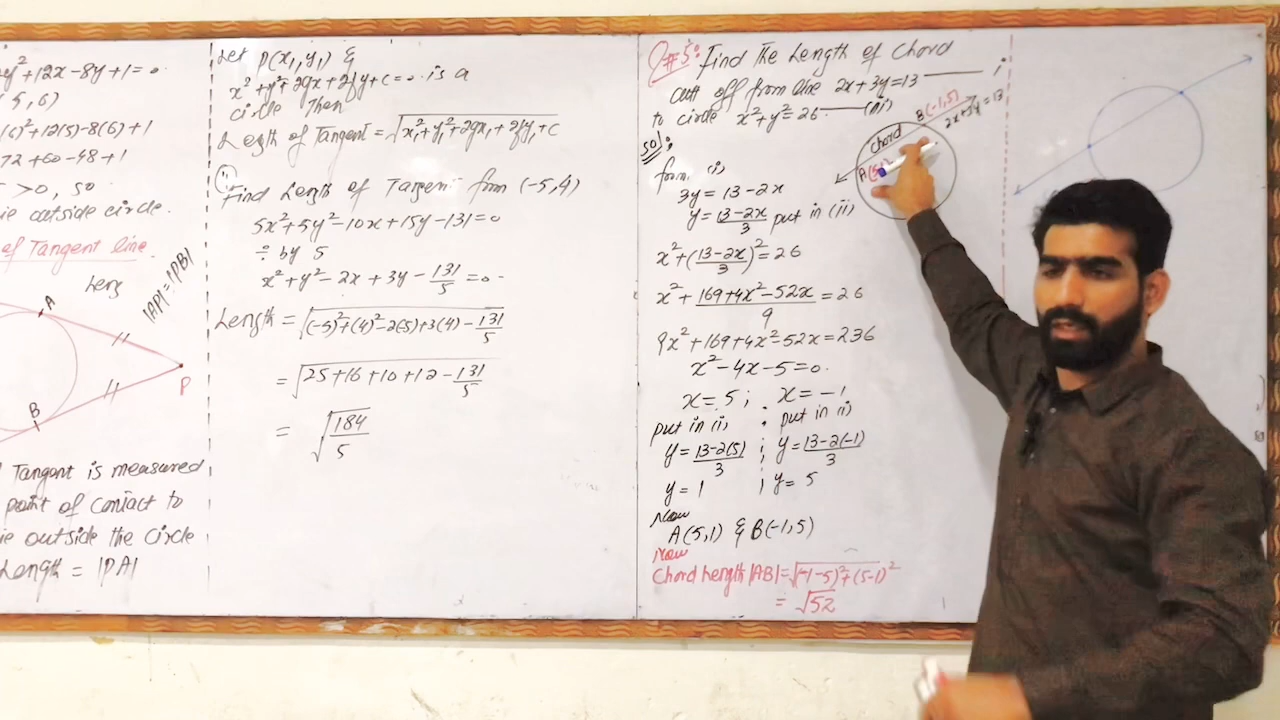 y²+12x-8y+1=0
(5,6)
)(6)²+12(5)-8(6)+1
72+60-48+1
>0, so
ie outside circle.
of Tangent line.
Leng
|AP|=|PB|
A
P
B
Tangent is measured
point of contact to
ie outside the circle
Length = |PA|
Let P(x₁,y₁) &
x²+y²+2gx+2fy+c=0 is a
circle Then
Legth of Tangent = √x₁²+y₁²+2gx₁+2fy₁+c
(i)
Find Length of Tangent from (-5,4)
5x²+5y²-10x+15y-131=0
÷ by 5
x²+y²-2x+3y-131/5=0
Length = √(-5)²+(4)²-2(-5)+3(4)-131/5
= √25+16+10+12-131/5
= √184/5
Q#5: Find The Length of Chord
cutt off from line 2x+3y=13 — i
to circle x²+y²=26 — (ii)
B(-1,5)
2x+3y=13
chord
A(5,
Sol:
from (i)
3y = 13-2x
y = 13-2x/3 put in (ii)
x²+(13-2x/3)²=26
x²+169+4x²-52x/9=26
9x²+169+4x²-52x=236
x²-4x-5=0.
x=5 ; x=-1
put in (i) . put in (i)
y=13-2(5)/3 ; y=13-2(-1)/3
y=1 ; y=5
Now
A(5,1) & B(-1,5)
Now
Chord Length |AB|=√(-1-5)²+(5-1)²
= √52